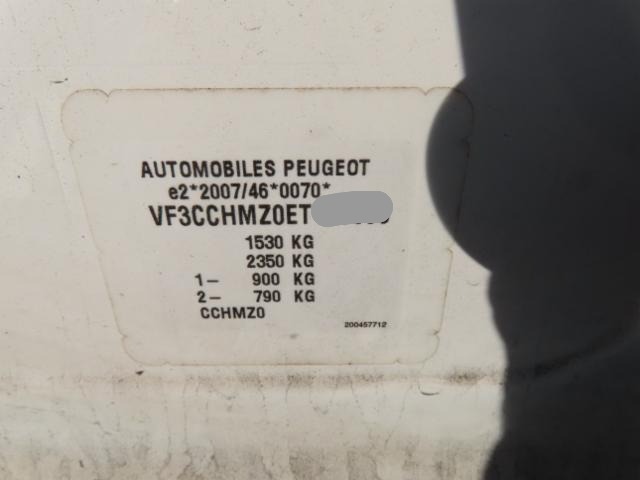 AUTOMOBILES PEUGEOT
e2*2007/46*0070*
VF3CCHMZ0ET
1530 KG
2350 KG
1- 900 KG
2- 790 KG
CCHMZ0
200457712